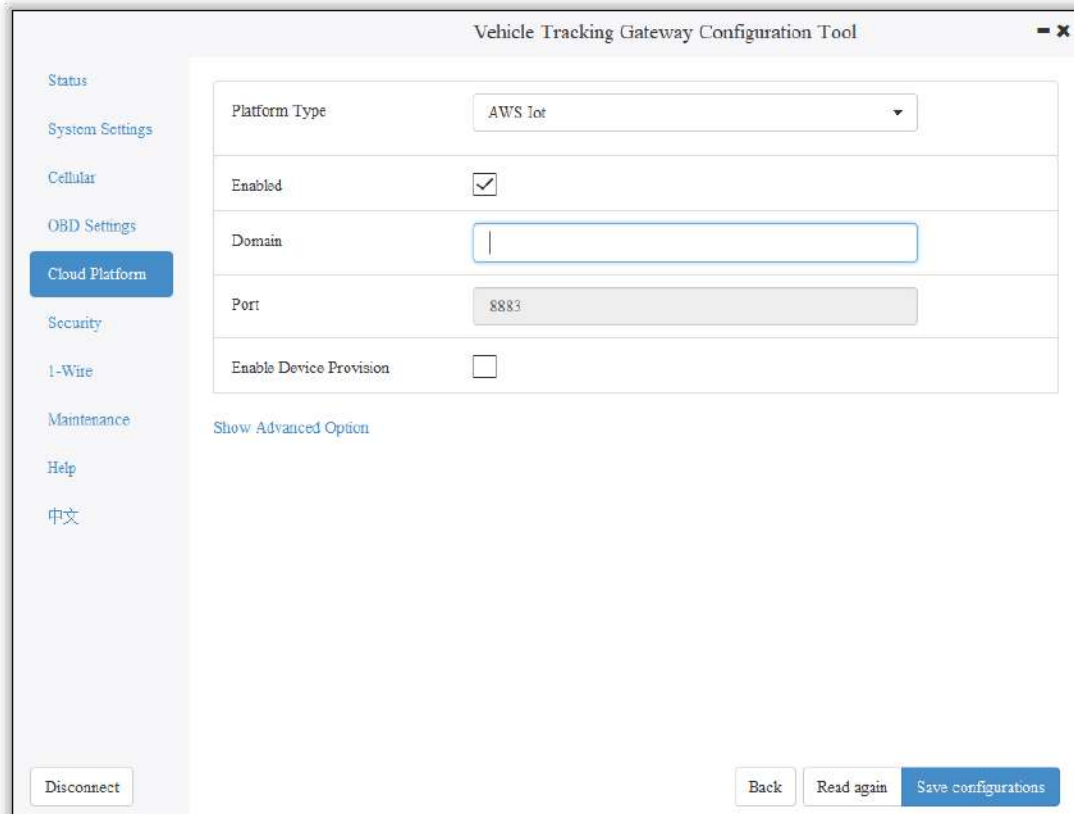 Vehicle Tracking Gateway Configuration Tool
Status
System Settings
Cellular
OBD Settings
Cloud Platform
Security
1-Wire
Maintenance
Help
中文
Platform Type
AWS Iot
Enabled
Domain
Port
8883
Enable Device Provision
Show Advanced Option
Disconnect
Back
Read again
Save configurations